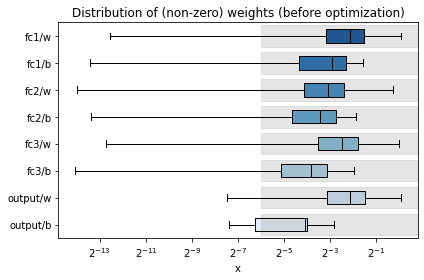 Distribution of (non-zero) weights (before optimization)
fc1/w
fc1/b
fc2/w
fc2/b
fc3/w
fc3/b
output/w
output/b
2⁻¹³ 2⁻¹¹ 2⁻⁹ 2⁻⁷ 2⁻⁵ 2⁻³ 2⁻¹
x